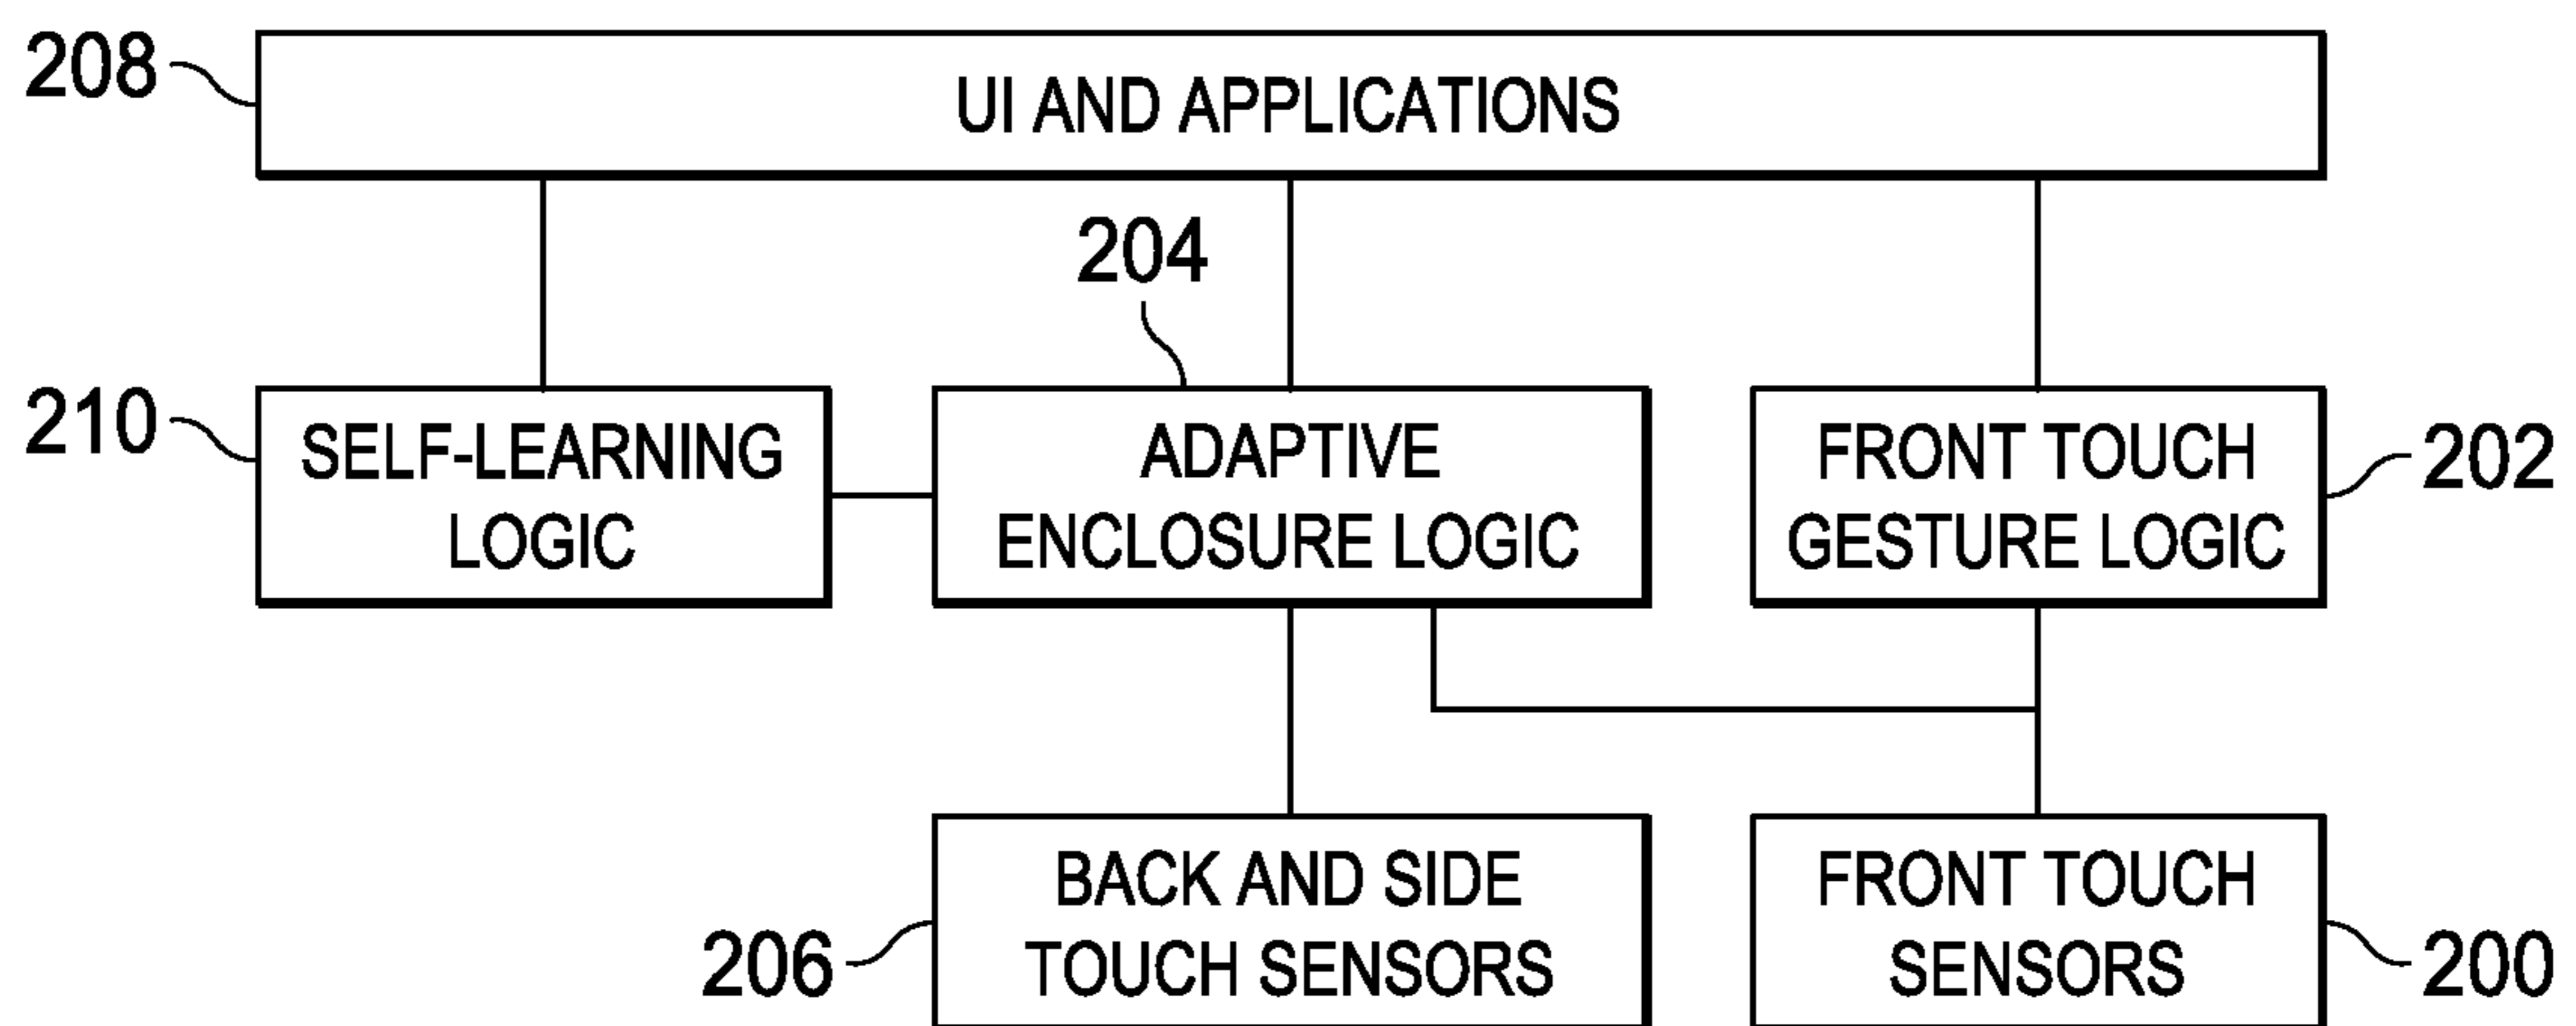 208
UI AND APPLICATIONS
204
210
SELF-LEARNING
LOGIC
ADAPTIVE
ENCLOSURE LOGIC
FRONT TOUCH
GESTURE LOGIC
202
206
BACK AND SIDE
TOUCH SENSORS
FRONT TOUCH
SENSORS
200